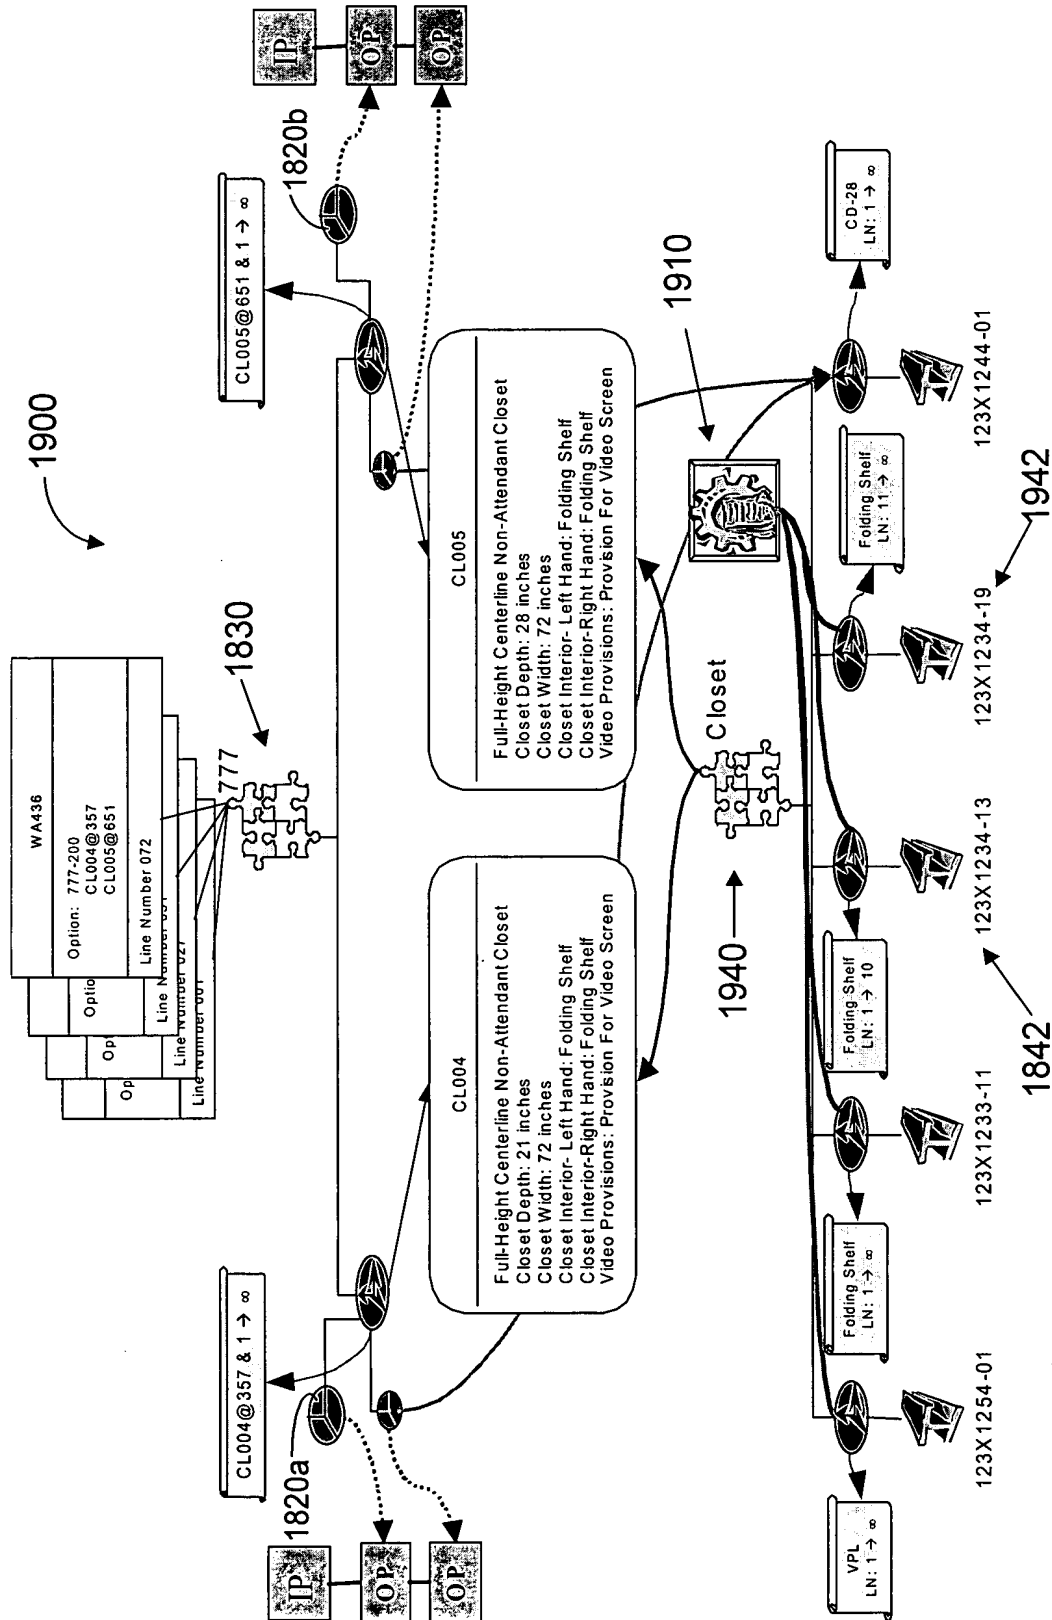 1900
WA436
Option: 777-200
CL004@357
CL005@651
Line Number 072
Optio
Line Number 051
Op
Line Number 027
Op
Line Number 001
777
1830
CL004@357 & 1 → ∞
CL005@651 & 1 → ∞
1820a
1820b
IP
OP
OP
IP
OP
OP
CL004
Full-Height Centerline Non-Attendant Closet
Closet Depth: 21 inches
Closet Width: 72 inches
Closet Interior- Left Hand: Folding Shelf
Closet Interior-Right Hand: Folding Shelf
Video Provisions: Provision For Video Screen
CL005
Full-Height Centerline Non-Attendant Closet
Closet Depth: 28 inches
Closet Width: 72 inches
Closet Interior- Left Hand: Folding Shelf
Closet Interior-Right Hand: Folding Shelf
Video Provisions: Provision For Video Screen
1910
1940
Closet
VPL
LN: 1 → ∞
Folding Shelf
LN: 1 → ∞
Folding Shelf
LN: 1 → 10
Folding Shelf
LN: 11 → ∞
CD-28
LN: 1 → ∞
123X1254-01
123X1233-11
123X1234-13
123X1234-19
123X1244-01
1842
1942